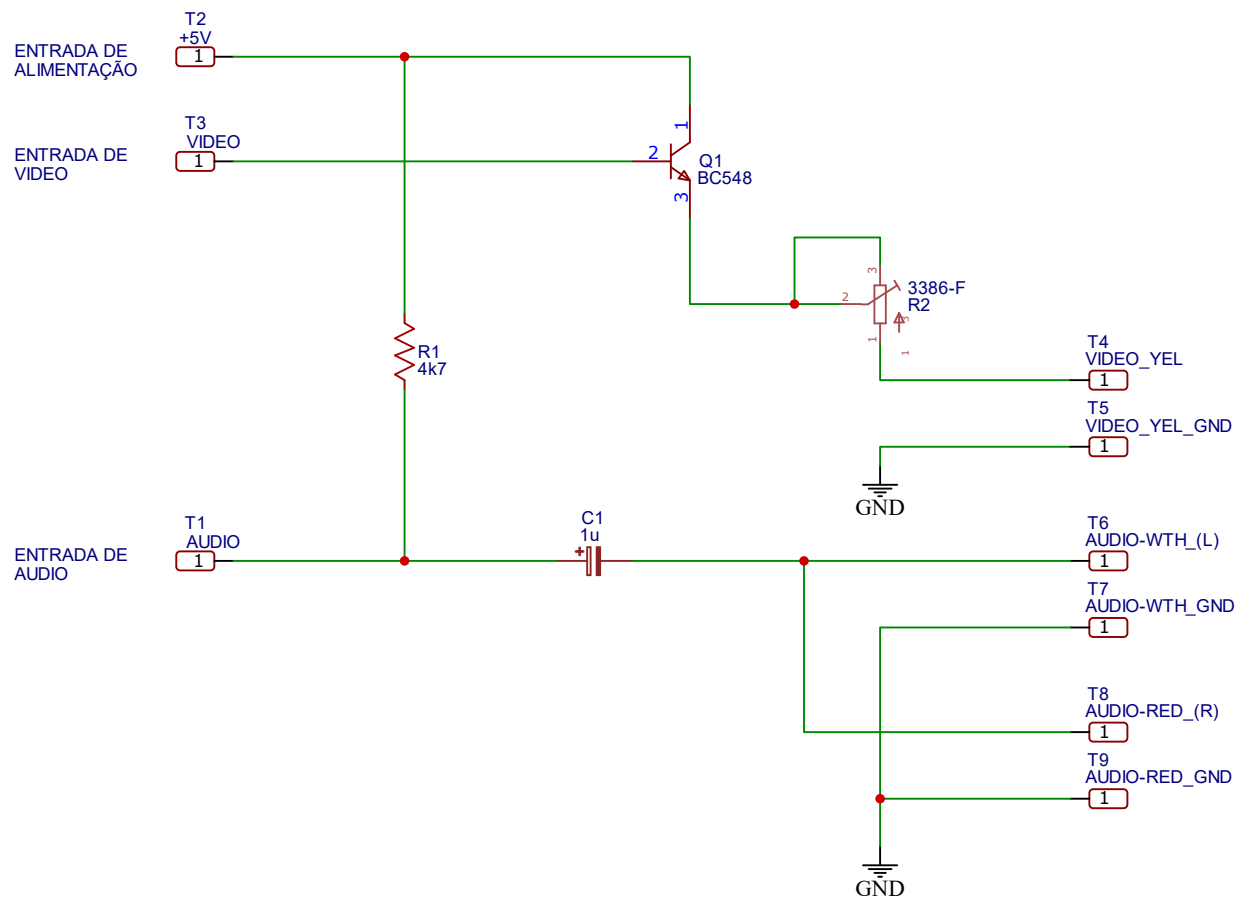 T2
+5V
1
ENTRADA DE
ALIMENTAÇÃO
T3
VIDEO
1
ENTRADA DE
VIDEO
1
2
3
Q1
BC548
3
2
1
3386-F
R2
3
1
R1
4k7
T4
VIDEO_YEL
1
T5
VIDEO_YEL_GND
1
GND
T1
AUDIO
1
ENTRADA DE
AUDIO
C1
1u
+
T6
AUDIO-WTH_(L)
1
T7
AUDIO-WTH_GND
1
T8
AUDIO-RED_(R)
1
T9
AUDIO-RED_GND
1
GND